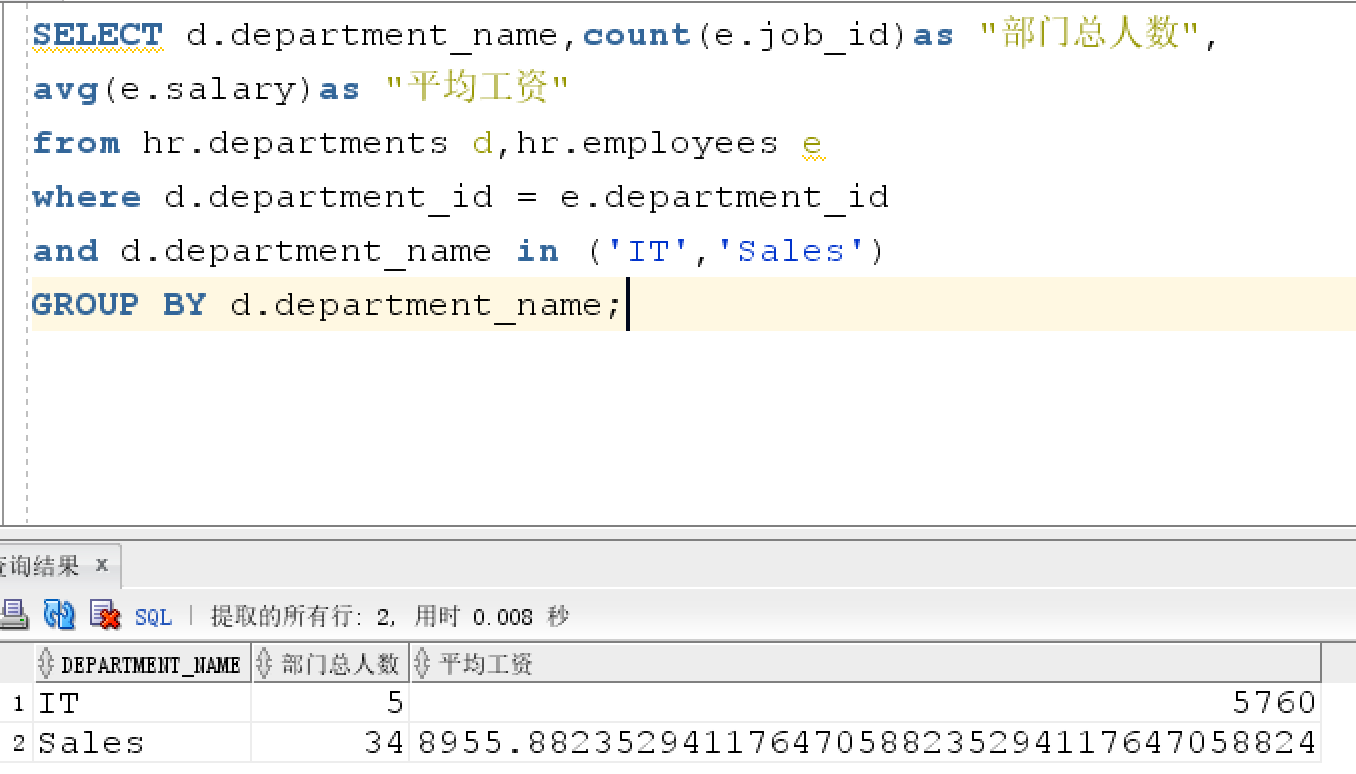 SELECT d.department_name,count(e.job_id)as "部门总人数",
avg(e.salary)as "平均工资"
from hr.departments d,hr.employees e
where d.department_id = e.department_id
and d.department_name in ('IT','Sales')
GROUP BY d.department_name;
查询结果 x
SQL | 提取的所有行: 2, 用时 0.008 秒
DEPARTMENT_NAME 部门总人数 平均工资
1 IT 5 5760
2 Sales 34 8955.882352941176470588235294117647058824